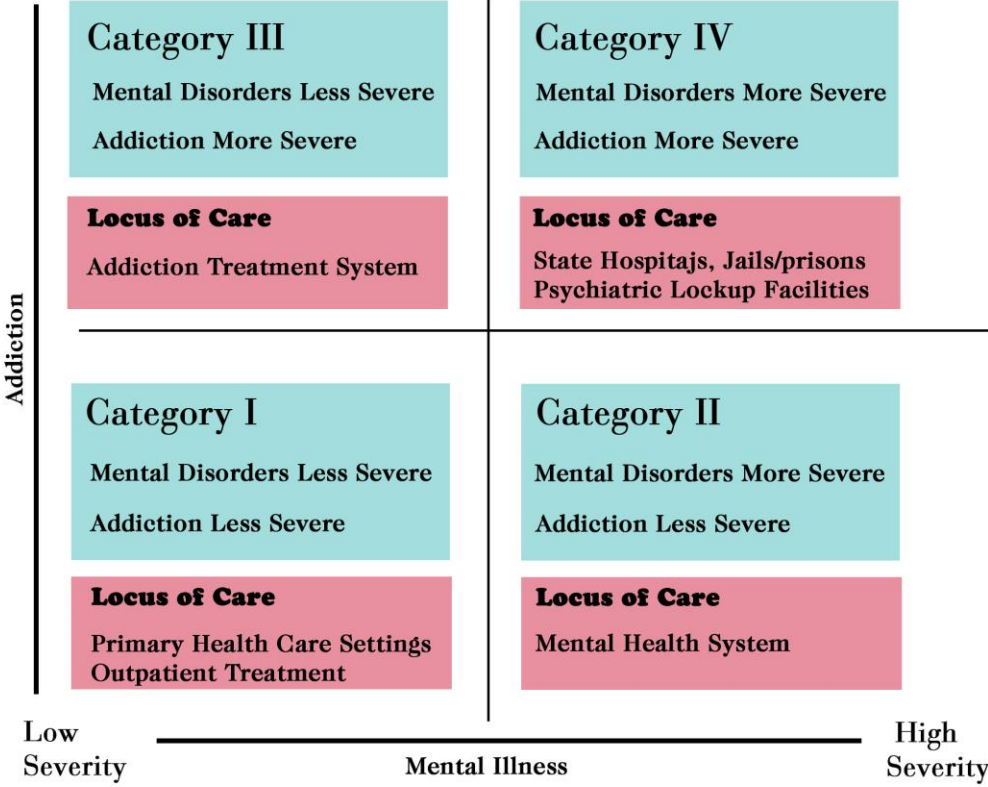 Category III
Mental Disorders Less Severe
Addiction More Severe
Locus of Care
Addiction Treatment System
Category IV
Mental Disorders More Severe
Addiction More Severe
Locus of Care
State Hospitajs, Jails/prisons
Psychiatric Lockup Facilities
Addiction
Category I
Mental Disorders Less Severe
Addiction Less Severe
Locus of Care
Primary Health Care Settings
Outpatient Treatment
Category II
Mental Disorders More Severe
Addiction Less Severe
Locus of Care
Mental Health System
Low
Severity
Mental Illness
High
Severity